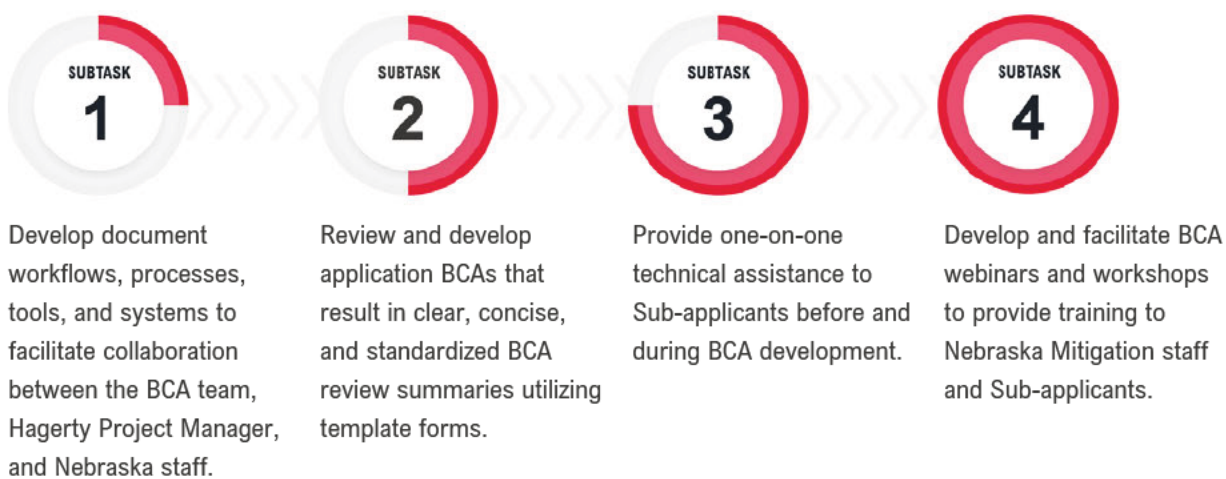 SUBTASK
1
Develop document
workflows, processes,
tools, and systems to
facilitate collaboration
between the BCA team,
Hagerty Project Manager,
and Nebraska staff.
SUBTASK
2
Review and develop
application BCAs that
result in clear, concise,
and standardized BCA
review summaries utilizing
template forms.
SUBTASK
3
Provide one-on-one
technical assistance to
Sub-applicants before and
during BCA development.
SUBTASK
4
Develop and facilitate BCA
webinars and workshops
to provide training to
Nebraska Mitigation staff
and Sub-applicants.